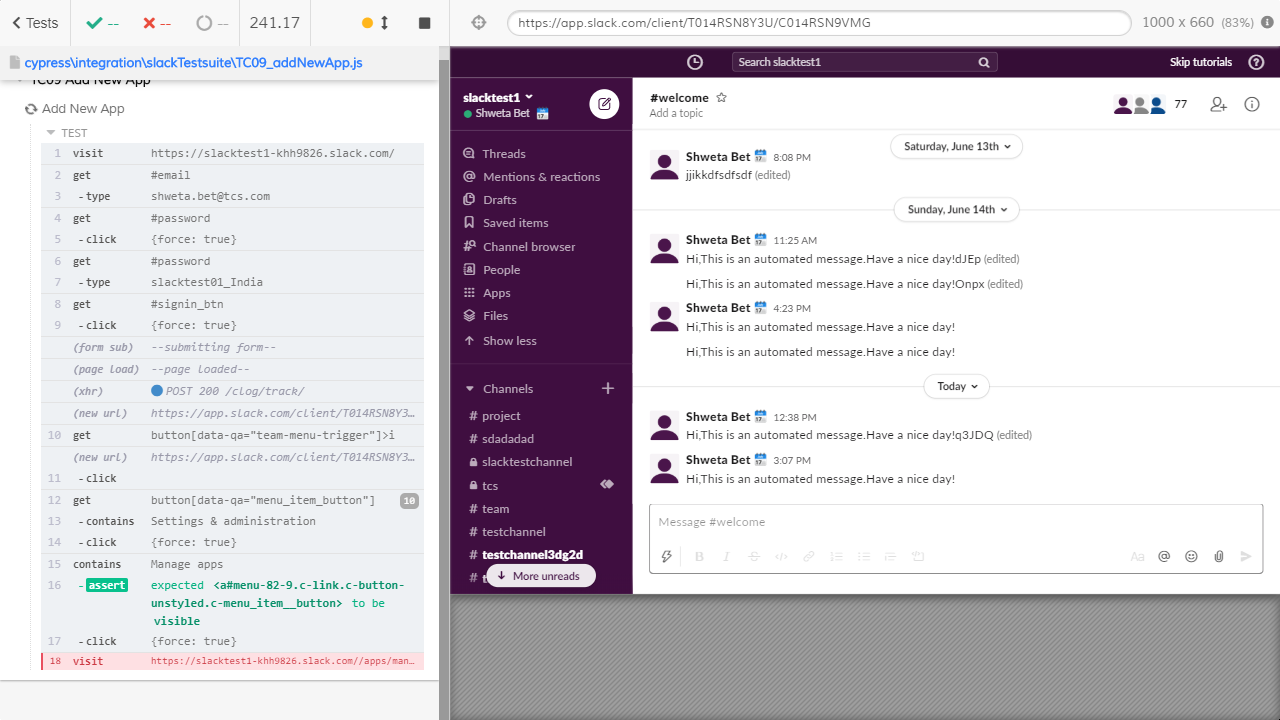 Tests -- -- -- 241.17
cypress\integration\slackTestsuite\TC09_addNewApp.js
TC09 Add New App
Add New App
TEST
1 visit https://slacktest1-khh9826.slack.com/
2 get #email
3 -type shweta.bet@tcs.com
4 get #password
5 -click {force: true}
6 get #password
7 -type slacktest01_India
8 get #signin_btn
9 -click {force: true}
(form sub) --submitting form--
(page load) --page loaded--
(xhr) POST 200 /clog/track/
(new url) https://app.slack.com/client/T014RSN8Y3...
10 get button[data-qa="team-menu-trigger"]>i
(new url) https://app.slack.com/client/T014RSN8Y3...
11 -click
12 get button[data-qa="menu_item_button"] 10
13 -contains Settings & administration
14 -click {force: true}
15 contains Manage apps
16 -assert expected <a#menu-82-9.c-link.c-button-
unstyled.c-menu_item__button> to be
visible
17 -click {force: true}
18 visit https://slacktest1-khh9826.slack.com//apps/man...
https://app.slack.com/client/T014RSN8Y3U/C014RSN9VMG
1000 x 660 (83%)
Search slacktest1
Skip tutorials
slacktest1
Shweta Bet 17
Threads
Mentions & reactions
Drafts
Saved items
Channel browser
People
Apps
Files
Show less
Channels
# project
# sdadadad
slacktestchannel
tcs
# team
# testchannel
# testchannel3dg2d
# t
More unreads
#welcome
Add a topic
77
Saturday, June 13th
Shweta Bet 17 8:08 PM
jjikkdfsdfsdf (edited)
Sunday, June 14th
Shweta Bet 17 11:25 AM
Hi,This is an automated message.Have a nice day!dJEp (edited)
Hi,This is an automated message.Have a nice day!Onpx (edited)
Shweta Bet 17 4:23 PM
Hi,This is an automated message.Have a nice day!
Hi,This is an automated message.Have a nice day!
Today
Shweta Bet 17 12:38 PM
Hi,This is an automated message.Have a nice day!q3JDQ (edited)
Shweta Bet 17 3:07 PM
Hi,This is an automated message.Have a nice day!
Message #welcome
B I S </> Aa @